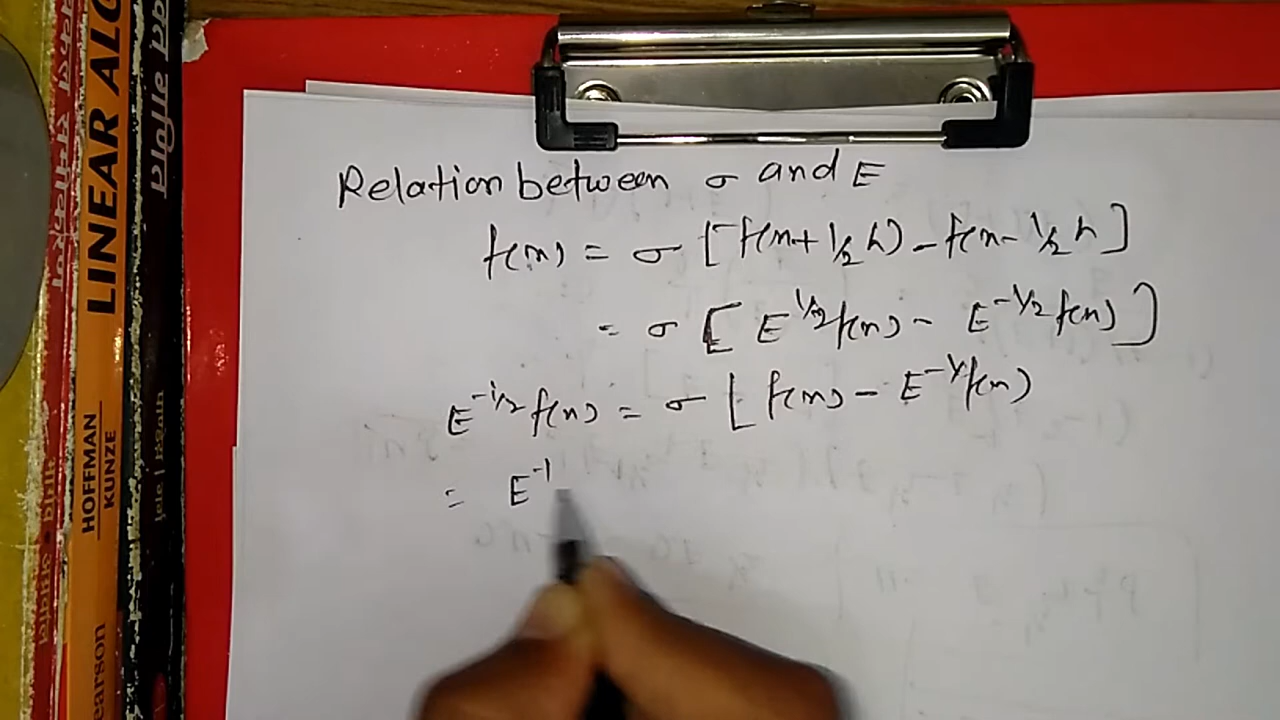 LINEAR ALG
HOFFMAN
KUNZE
earson
Relation between σ and E
f(n) = σ [f(n+½h) - f(n-½h]
= σ [E^1/2 f(n) - E^-1/2 f(n)]
E^-1/2 f(n) = σ [f(n) - E^-1/ f(n)
= E^-1